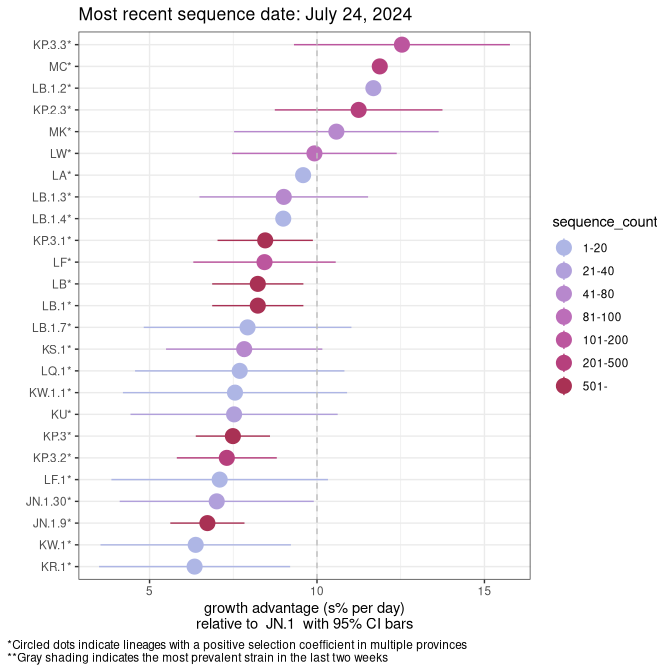 Most recent sequence date: July 24, 2024
KP.3.3*
MC*
LB.1.2*
KP.2.3*
MK*
LW*
LA*
LB.1.3*
LB.1.4*
KP.3.1*
LF*
LB*
LB.1*
LB.1.7*
KS.1*
LQ.1*
KW.1.1*
KU*
KP.3*
KP.3.2*
LF.1*
JN.1.30*
JN.1.9*
KW.1*
KR.1*
5 10 15
growth advantage (s% per day)
relative to JN.1 with 95% CI bars
sequence_count
1-20
21-40
41-80
81-100
101-200
201-500
501-
*Circled dots indicate lineages with a positive selection coefficient in multiple provinces
**Gray shading indicates the most prevalent strain in the last two weeks